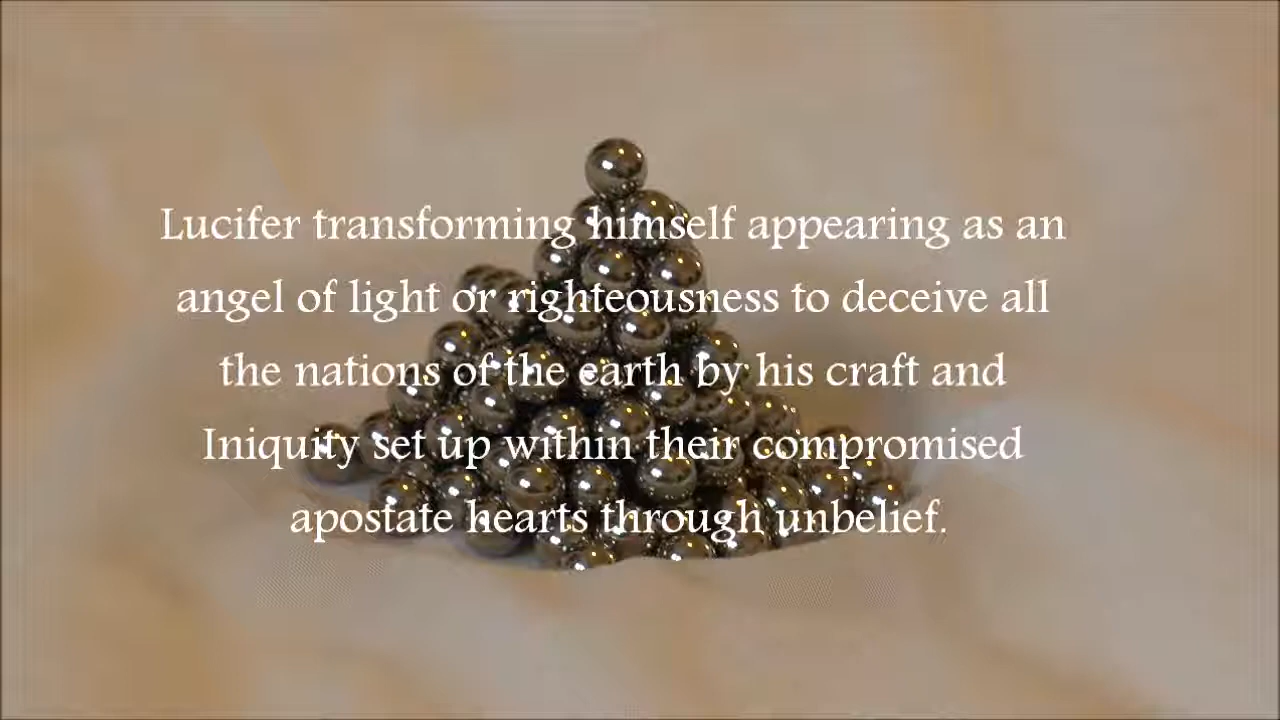 Lucifer transforming himself appearing as an
angel of light or righteousness to deceive all
the nations of the earth by his craft and
Iniquity set up within their compromised
apostate hearts through unbelief.